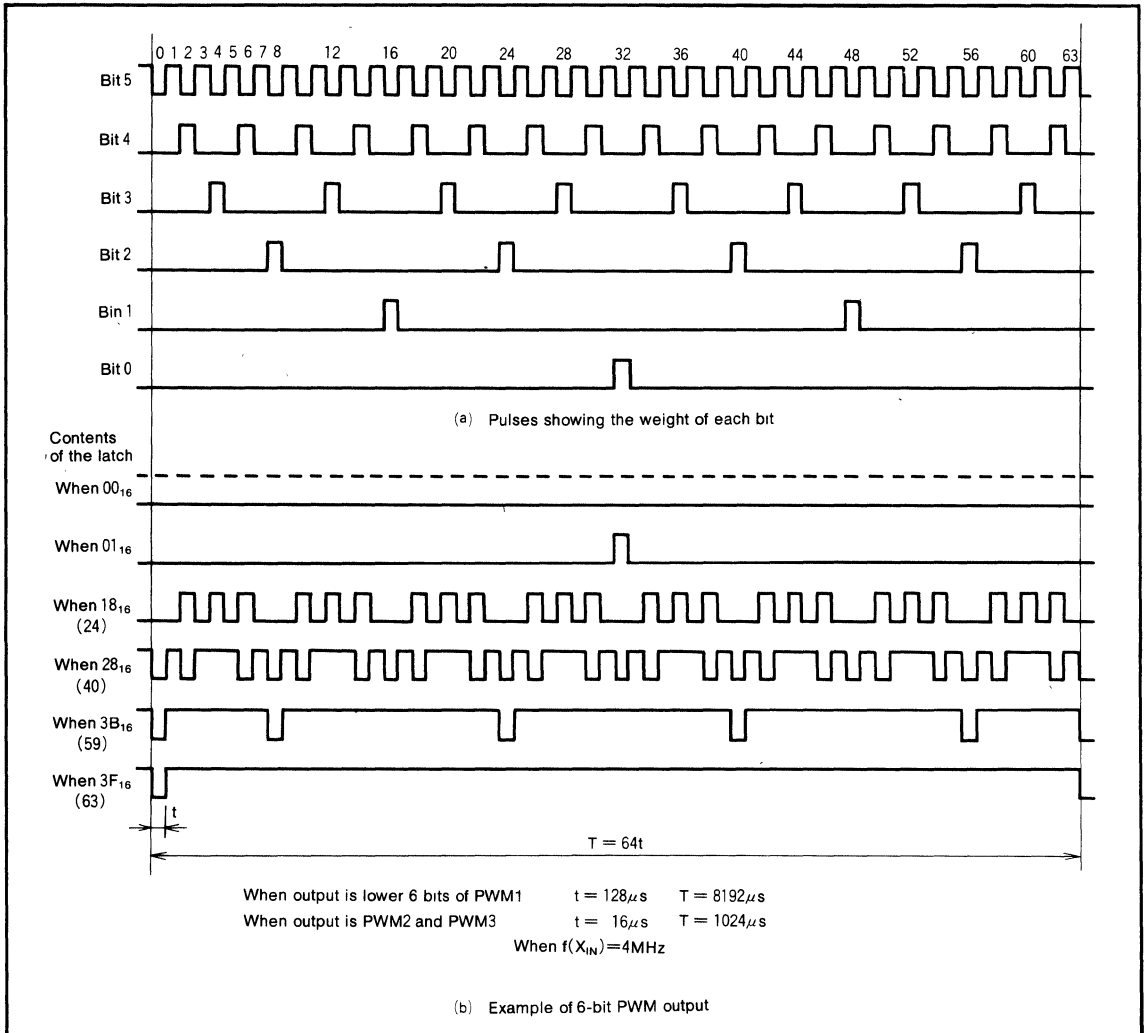 0 1 2 3 4 5 6 7 8 12 16 20 24 28 32 36 40 44 48 52 56 60 63
Bit 5
Bit 4
Bit 3
Bit 2
Bin 1
Bit 0
(a) Pulses showing the weight of each bit
Contents
of the latch
When 00₁₆
When 01₁₆
When 18₁₆
(24)
When 28₁₆
(40)
When 3B₁₆
(59)
When 3F₁₆
(63)
t
T = 64t
When output is lower 6 bits of PWM1 t = 128μs T = 8192μs
When output is PWM2 and PWM3 t = 16μs T = 1024μs
When f(X_IN)=4MHz
(b) Example of 6-bit PWM output